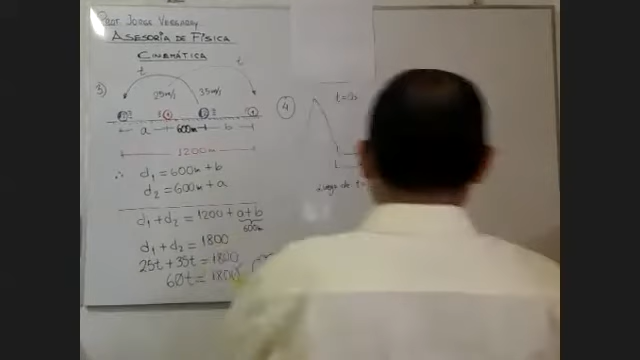 Prof. Jorge Vergaray
Asesoría de Física
Cinemática
3)
t
t
25m/s
35m/s
a
600m
b
1200m
∴ d₁ = 600m + b
d₂ = 600m + a
d₁ + d₂ = 1200 + a + b
600m
d₁ + d₂ = 1800
25t + 35t = 1800
60t = 1800
4
Luego de t=